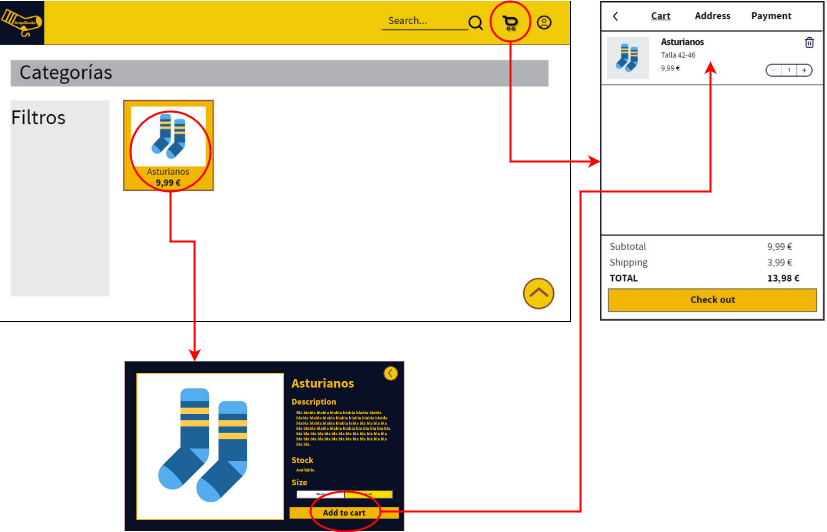 Search...
Categorías
Filtros
Asturianos
9,99 €
Cart Address Payment
Asturianos
Talla 42-46
9,99 €
1
Subtotal 9,99 €
Shipping 3,99 €
TOTAL 13,98 €
Check out
Asturianos
Description
Stock
Available.
Size
Add to cart